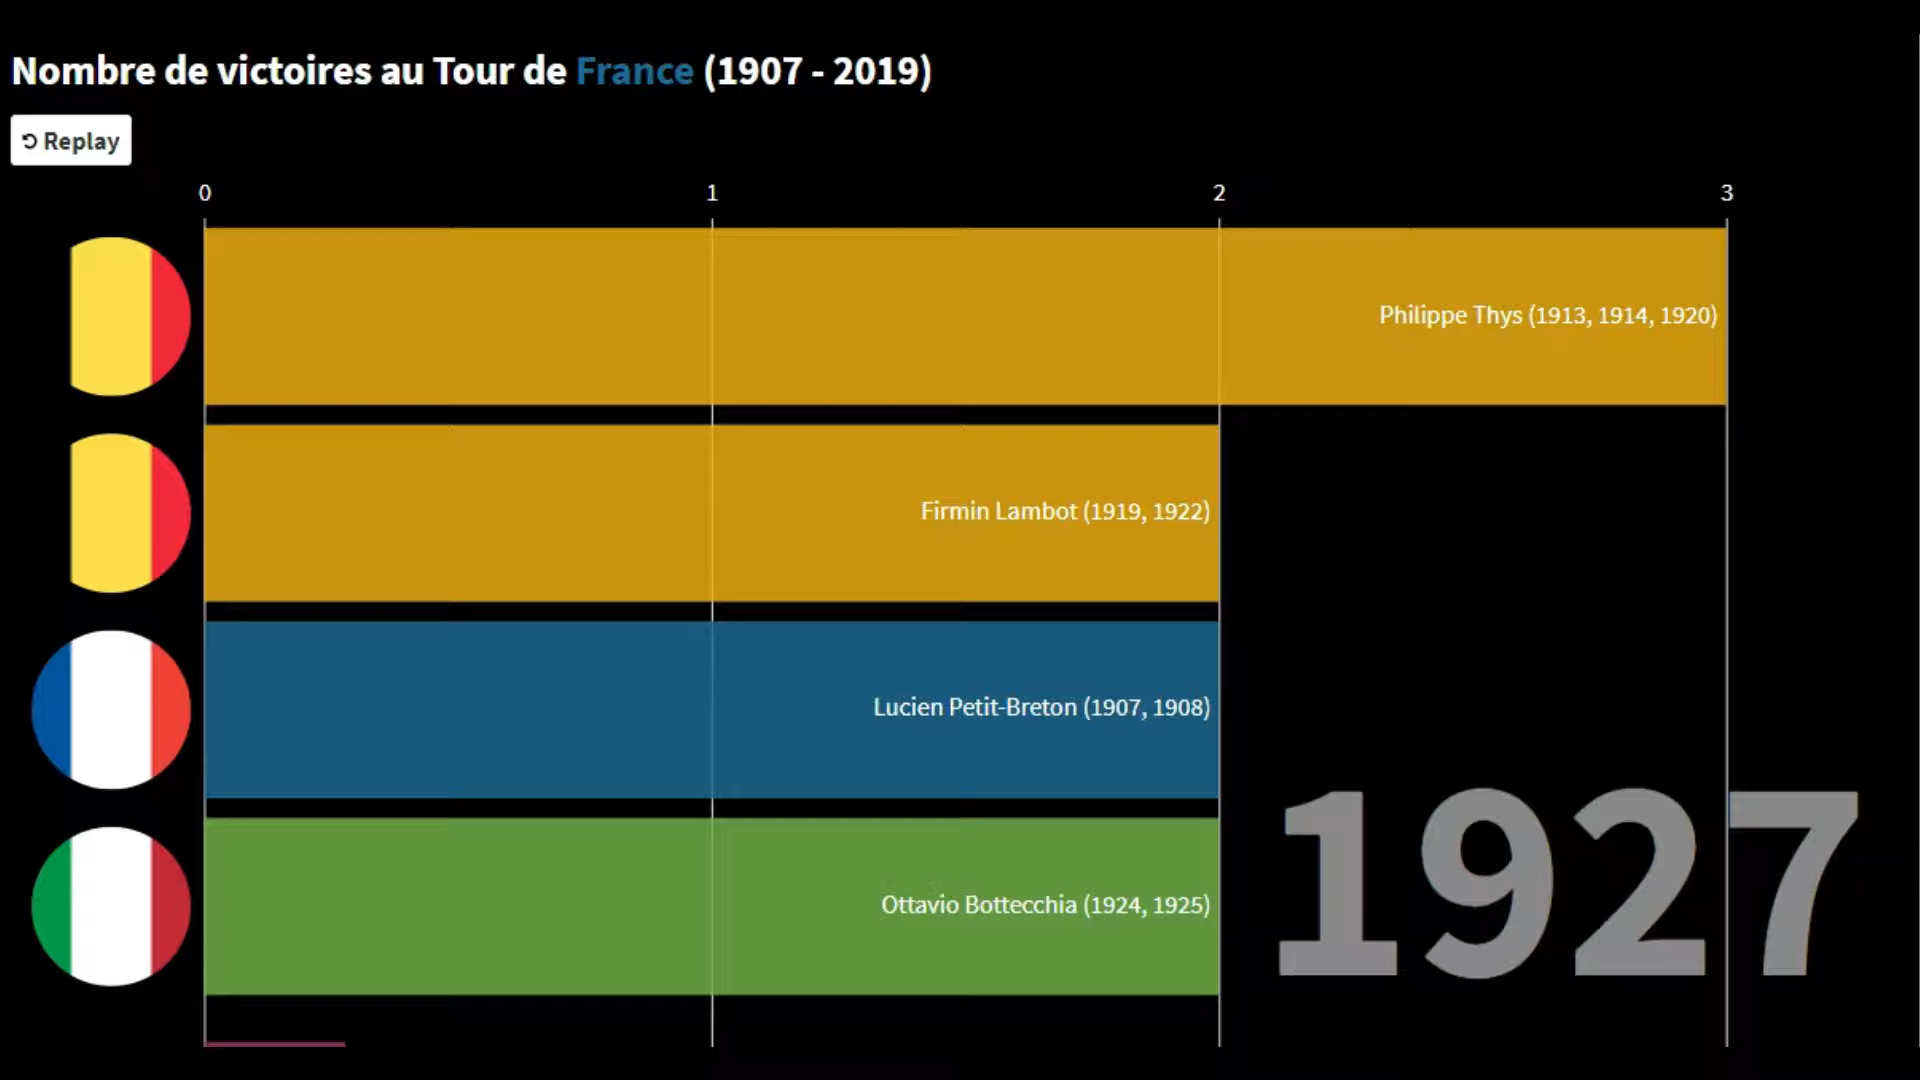 Nombre de victoires au Tour de France (1907 - 2019)
Replay
0 1 2 3
Philippe Thys (1913, 1914, 1920)
Firmin Lambot (1919, 1922)
Lucien Petit-Breton (1907, 1908)
Ottavio Bottecchia (1924, 1925)
1927